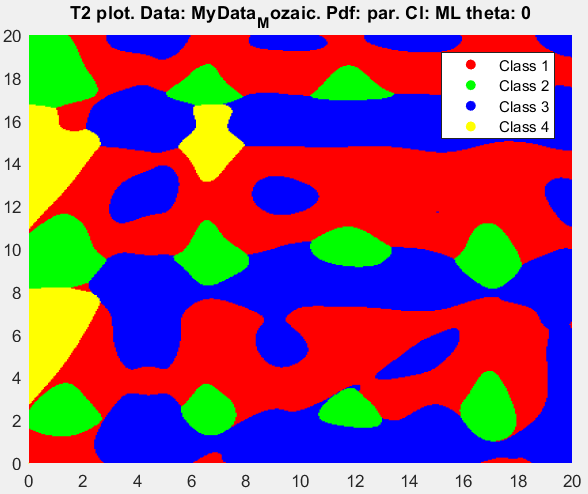 T2 plot. Data: MyData_Mozaic. Pdf: par. Cl: ML theta: 0
20
18
16
14
12
10
8
6
4
2
0
Class 1
Class 2
Class 3
Class 4
0 2 4 6 8 10 12 14 16 18 20